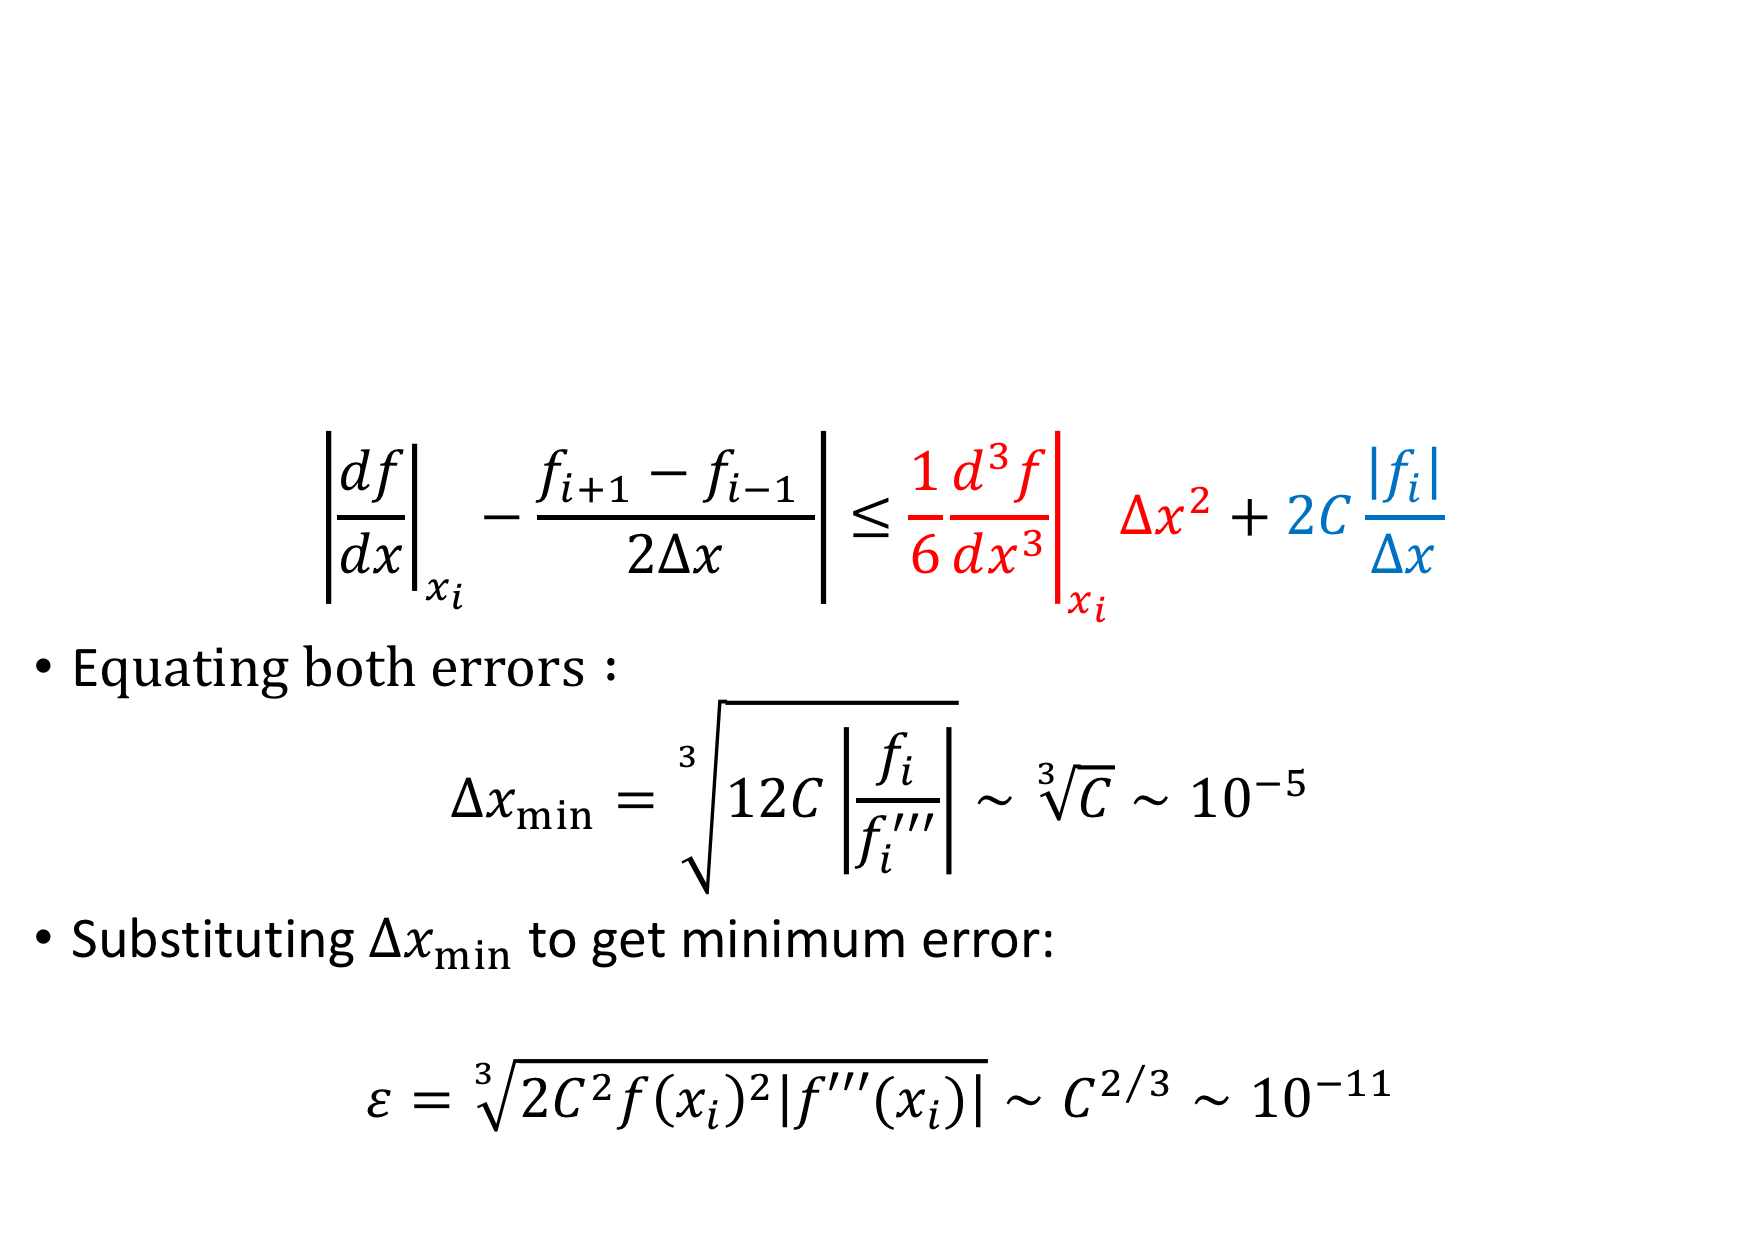 |df/dx|_{x_i} − (f_{i+1} − f_{i−1})/(2Δx)| ≤ 1/6 d³f/dx³|_{x_i} Δx² + 2C |f_i|/Δx
• Equating both errors :
Δx_min = ∛(12C |f_i/f_i′′′|) ~ ∛C ~ 10⁻⁵
• Substituting Δx_min to get minimum error:
ε = ∛(2C²f(x_i)²|f′′′(x_i)|) ~ C^{2/3} ~ 10⁻¹¹